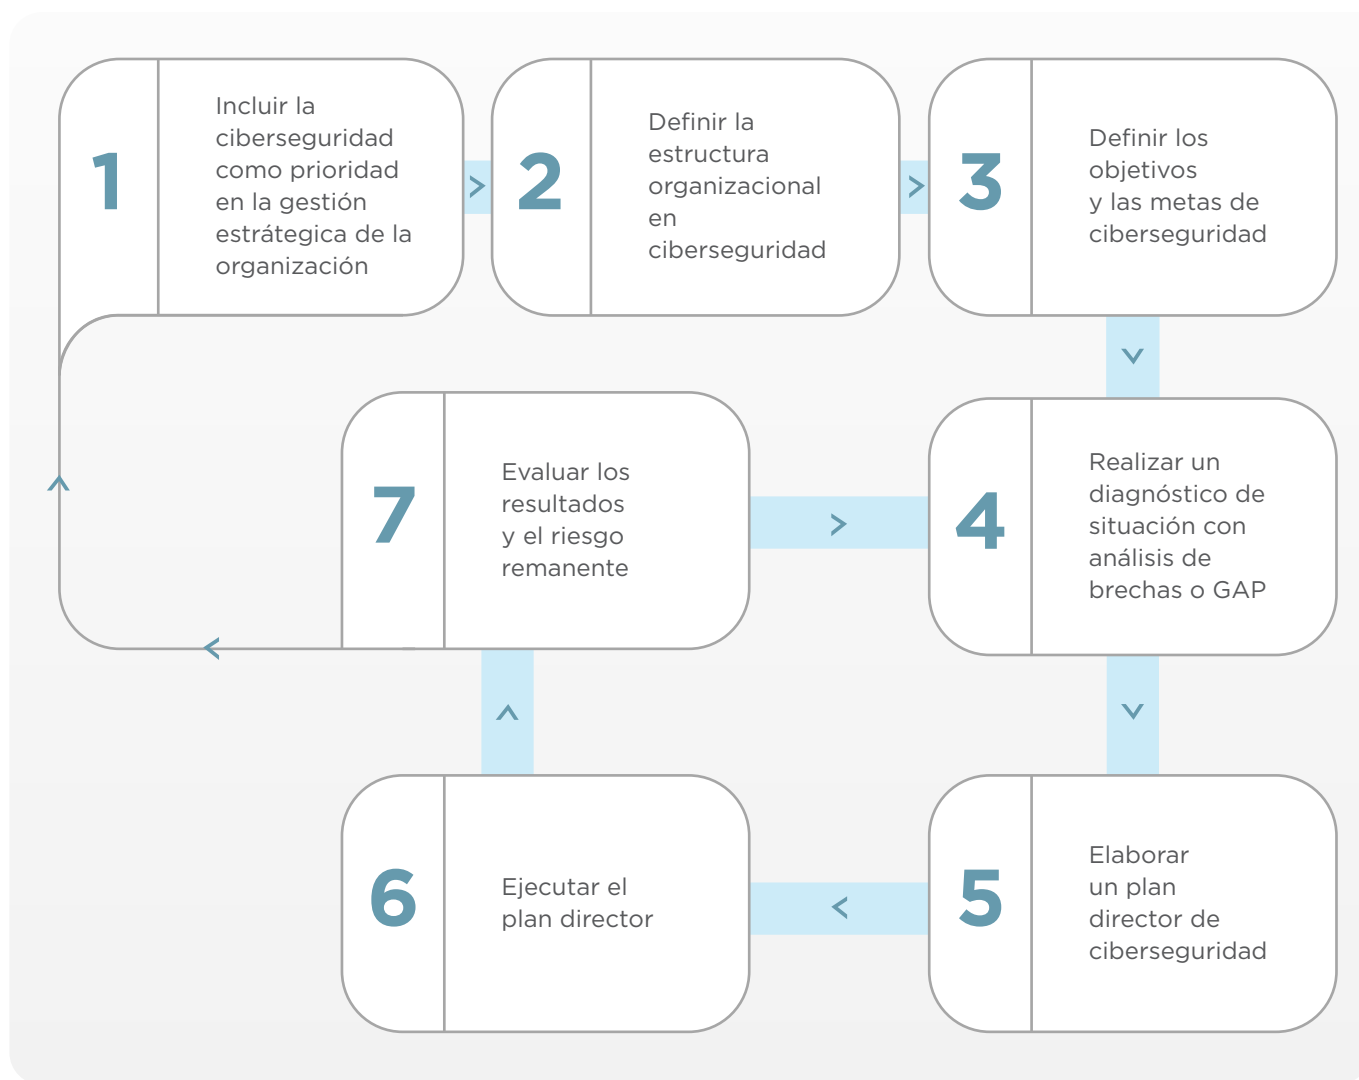 1
Incluir la
ciberseguridad
como prioridad
en la gestión
estrátegica de la
organización
2
Definir la
estructura
organizacional
en
ciberseguridad
3
Definir los
objetivos
y las metas de
ciberseguridad
4
Realizar un
diagnóstico de
situación con
análisis de
brechas o GAP
5
Elaborar
un plan
director de
ciberseguridad
6
Ejecutar el
plan director
7
Evaluar los
resultados
y el riesgo
remanente